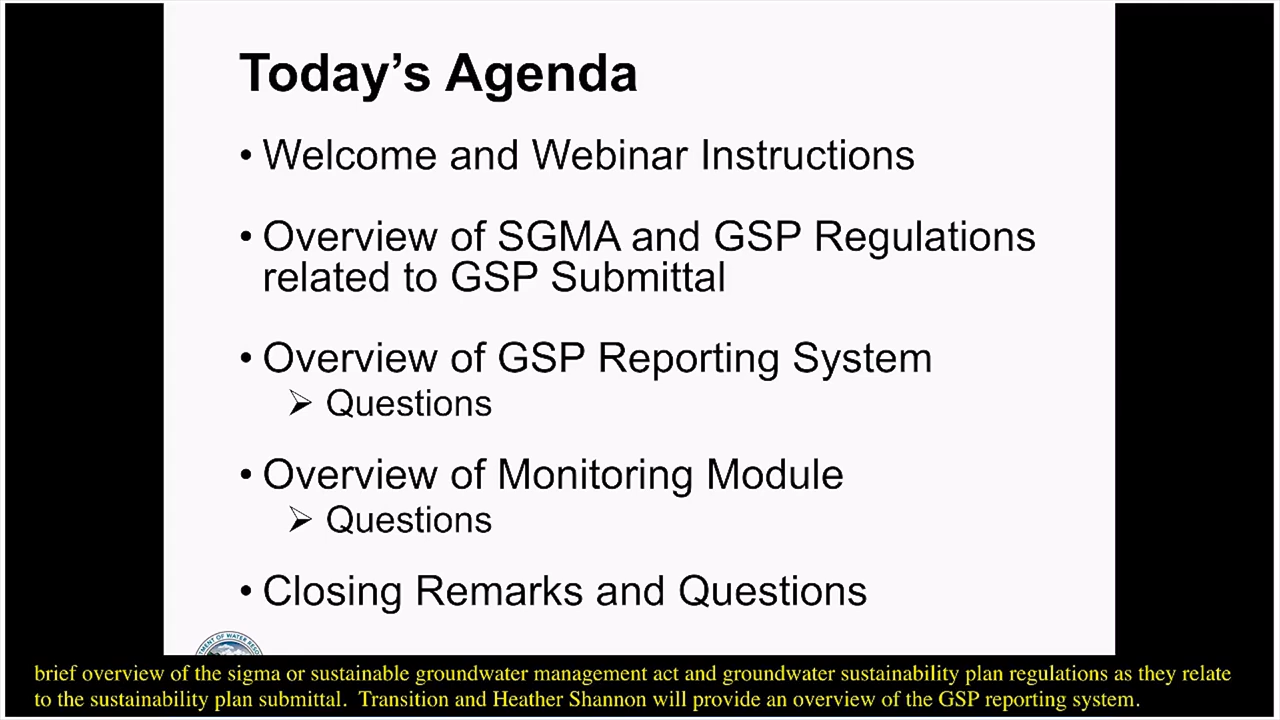 Today’s Agenda
• Welcome and Webinar Instructions
• Overview of SGMA and GSP Regulations
related to GSP Submittal
• Overview of GSP Reporting System
➢ Questions
• Overview of Monitoring Module
➢ Questions
• Closing Remarks and Questions
OF WATER
brief overview of the sigma or sustainable groundwater management act and groundwater sustainability plan regulations as they relate
to the sustainability plan submittal.  Transition and Heather Shannon will provide an overview of the GSP reporting system.